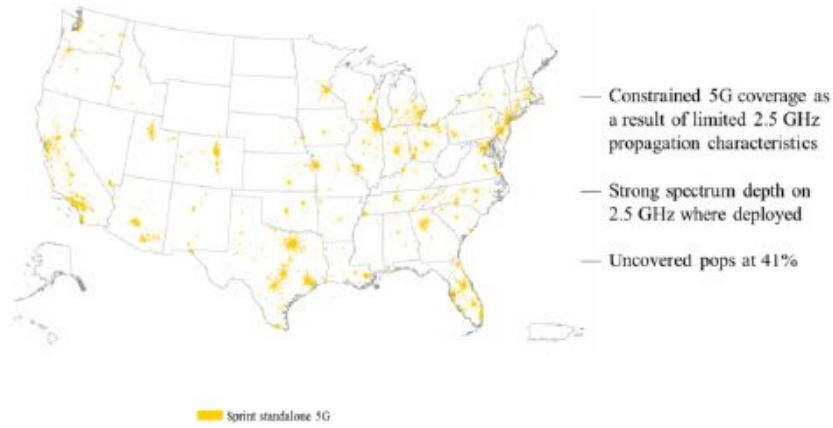 — Constrained 5G coverage as
a result of limited 2.5 GHz
propagation characteristics
— Strong spectrum depth on
2.5 GHz where deployed
— Uncovered pops at 41%
Sprint standalone 5G